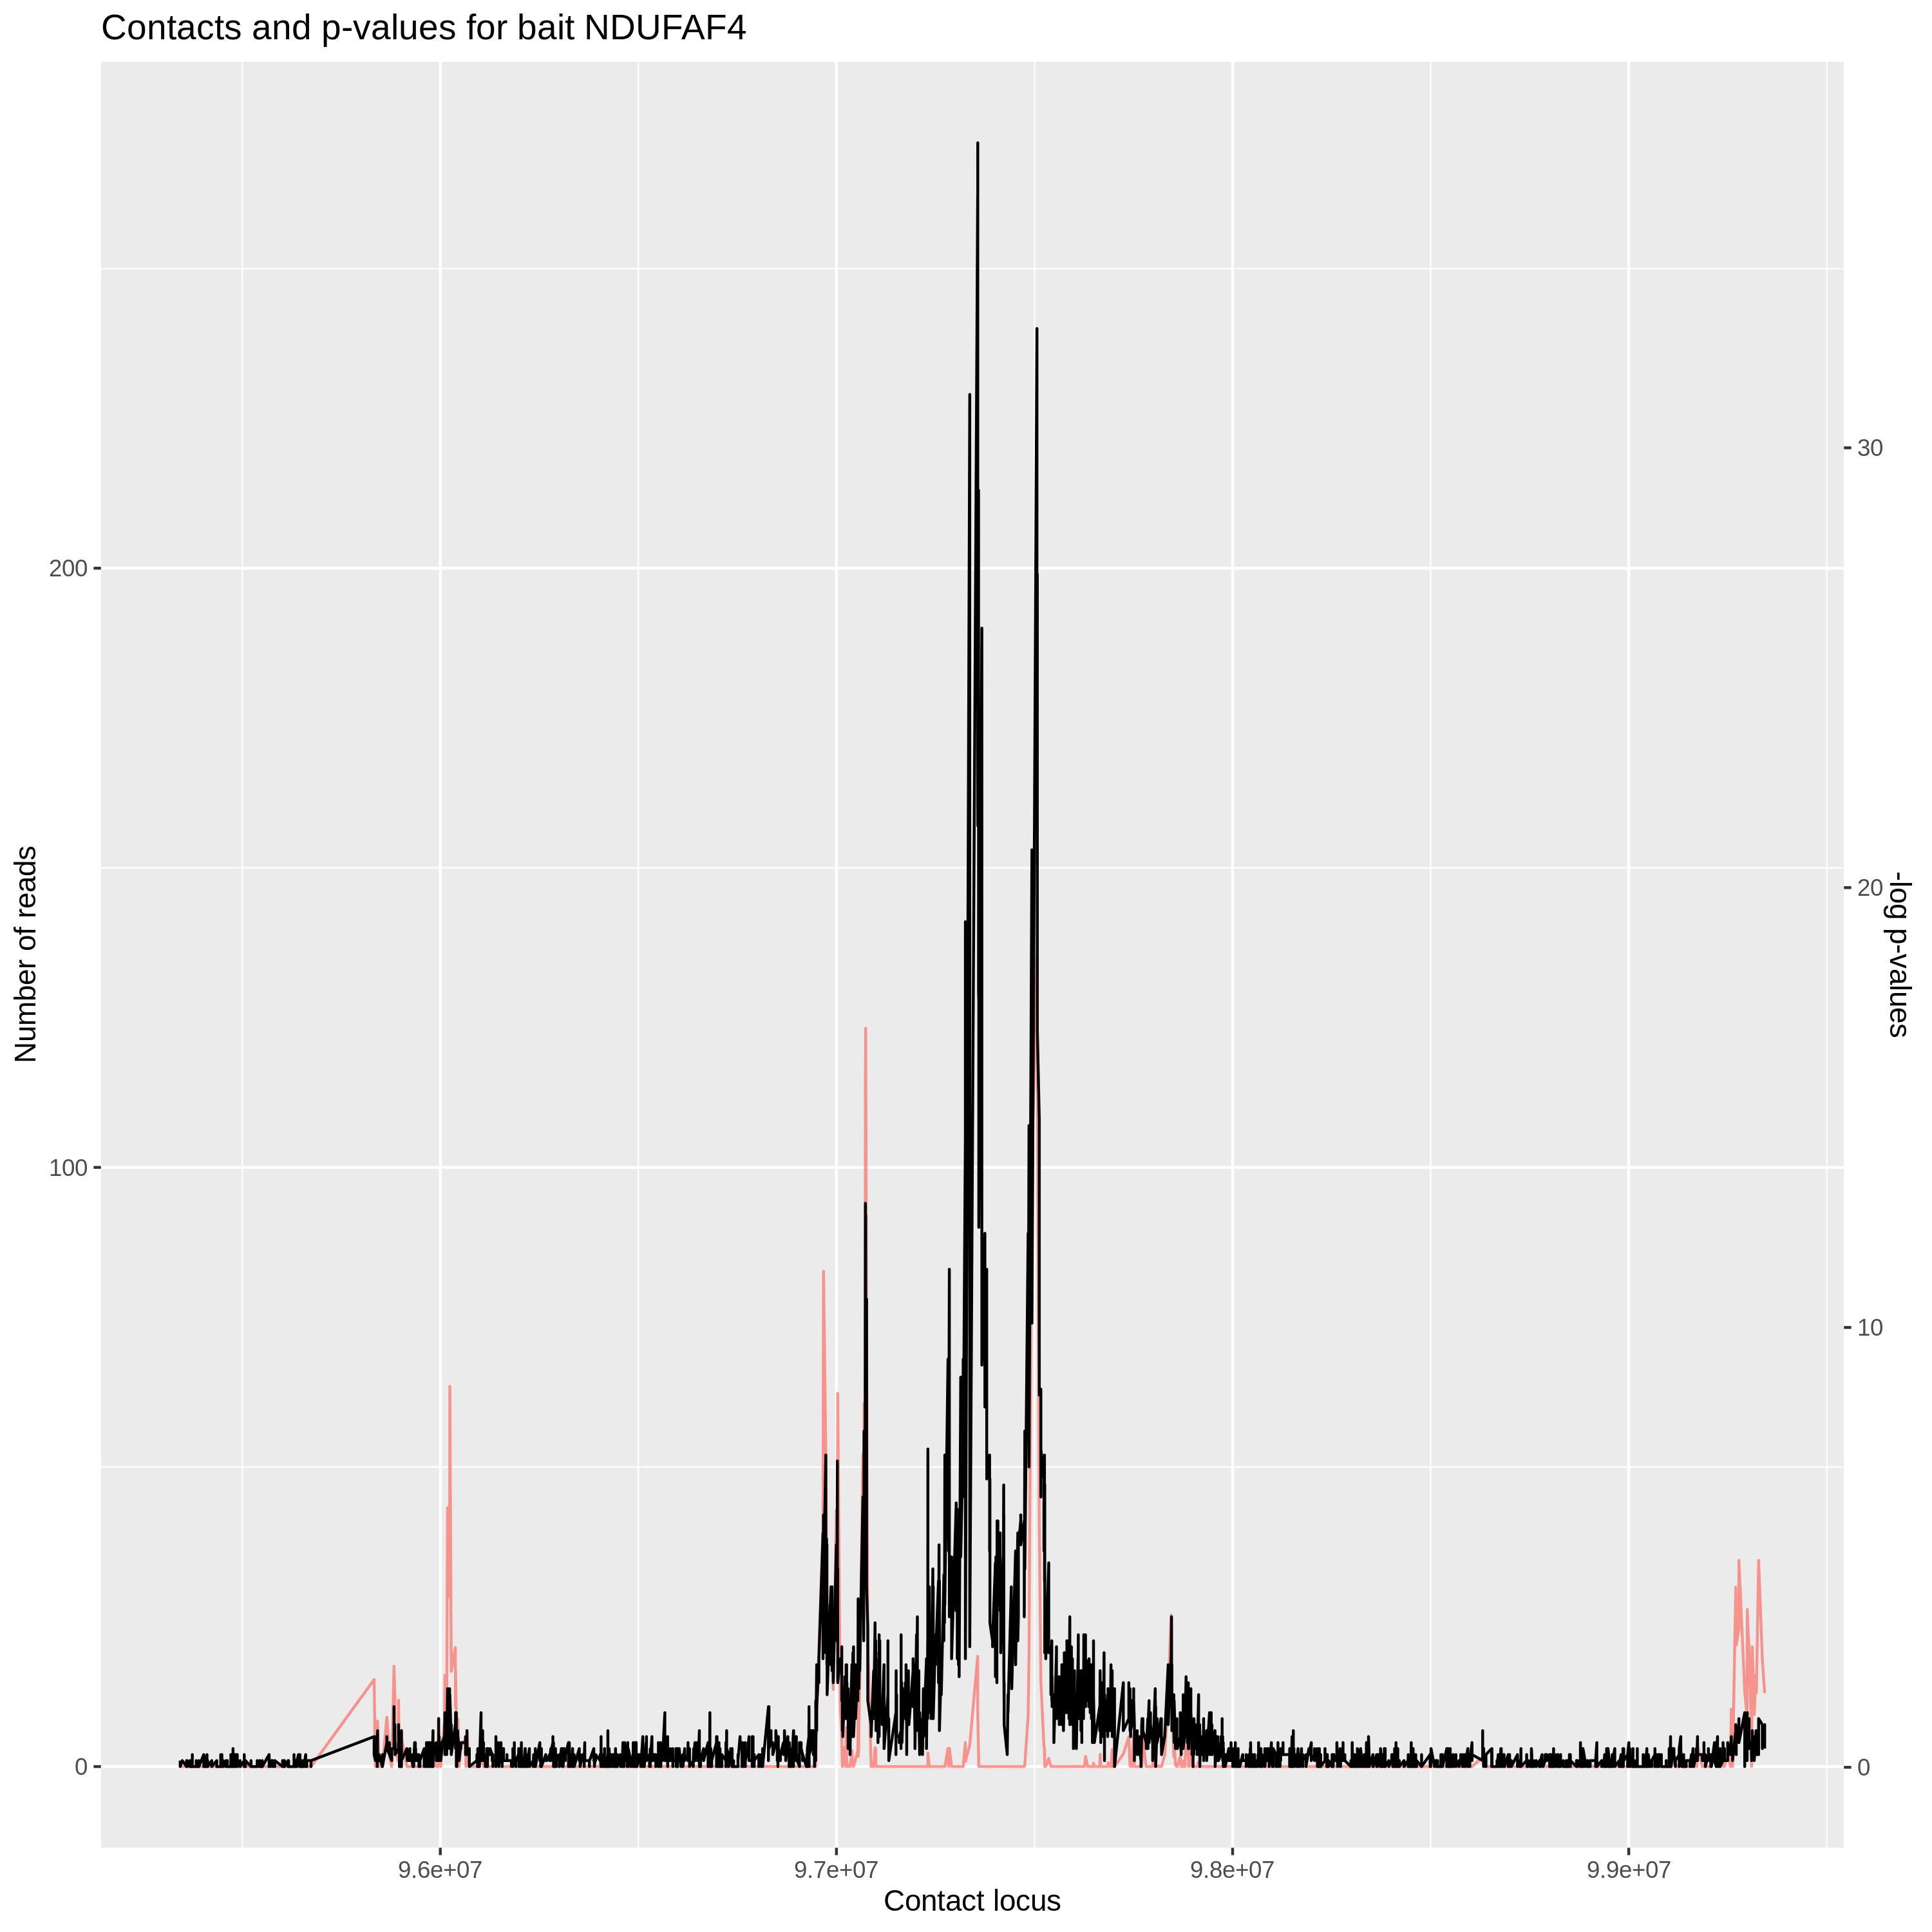 Contacts and p-values for bait NDUFAF4
200
100
0
Number of reads
30
20
10
0
-log p-values
9.6e+07
9.7e+07
9.8e+07
9.9e+07
Contact locus